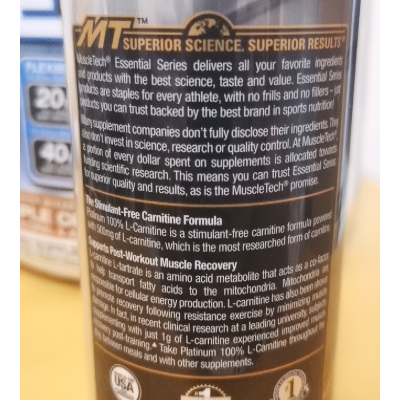 MT™
SUPERIOR SCIENCE. SUPERIOR RESULTS™
MuscleTech® Essential Series delivers all your favorite ingredients
and products with the best science, taste and value. Essential Series
products are staples for every athlete, with no frills and no fillers – just
products you can trust backed by the best brand in sports nutrition!
Many supplement companies don't fully disclose their ingredients. They
also don't invest in science, research or quality control. At MuscleTech®
a portion of every dollar spent on supplements is allocated towards
funding scientific research. This means you can trust Essential Series
for superior quality and results, as is the MuscleTech® promise.
The Stimulant-Free Carnitine Formula
Platinum 100% L-Carnitine is a stimulant-free carnitine formula powered
with 500mg of L-carnitine, which is the most researched form of carnitine.
Supports Post-Workout Muscle Recovery
L-carnitine L-tartrate is an amino acid metabolite that acts as a co-factor
to help transport fatty acids to the mitochondria. Mitochondria are
responsible for cellular energy production. L-carnitine has also been shown
to promote recovery following resistance exercise by minimizing muscle
damage. In fact, in recent clinical research at a leading university, subjects
supplementing with just 1g of L-carnitine experienced improved
recovery post-training.▲ Take Platinum 100% L-Carnitine throughout the
day between meals and with other supplements.
USA
1
1
20
40